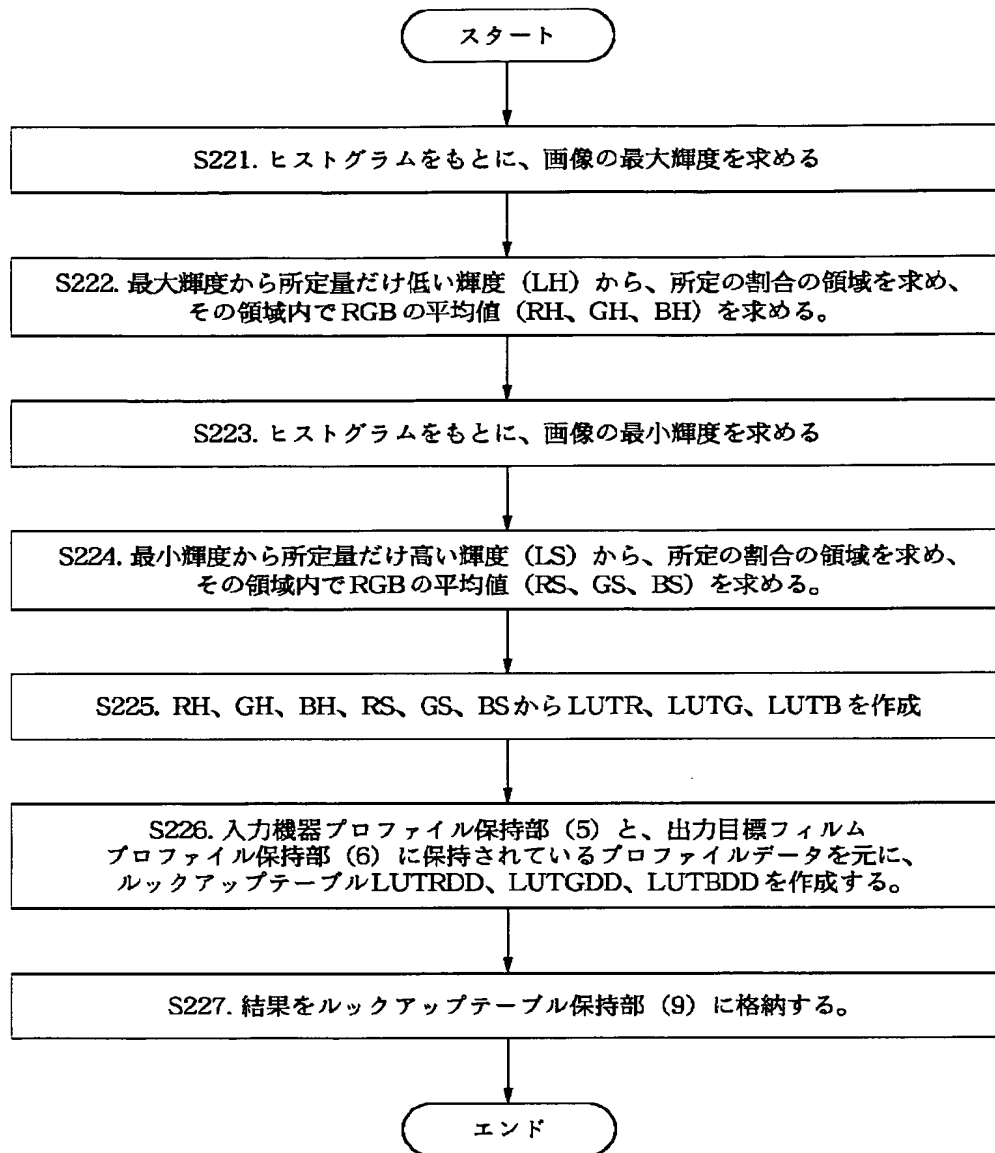 スタート
S221. ヒストグラムをもとに、画像の最大輝度を求める
S222. 最大輝度から所定量だけ低い輝度（LH）から、所定の割合の領域を求め、
その領域内でRGBの平均値（RH、GH、BH）を求める。
S223. ヒストグラムをもとに、画像の最小輝度を求める
S224. 最小輝度から所定量だけ高い輝度（LS）から、所定の割合の領域を求め、
その領域内でRGBの平均値（RS、GS、BS）を求める。
S225. RH、GH、BH、RS、GS、BSからLUTR、LUTG、LUTBを作成
S226. 入力機器プロファイル保持部（5）と、出力目標フィルム
プロファイル保持部（6）に保持されているプロファイルデータを元に、
ルックアップテーブルLUTRDD、LUTGDD、LUTBDDを作成する。
S227. 結果をルックアップテーブル保持部（9）に格納する。
エンド